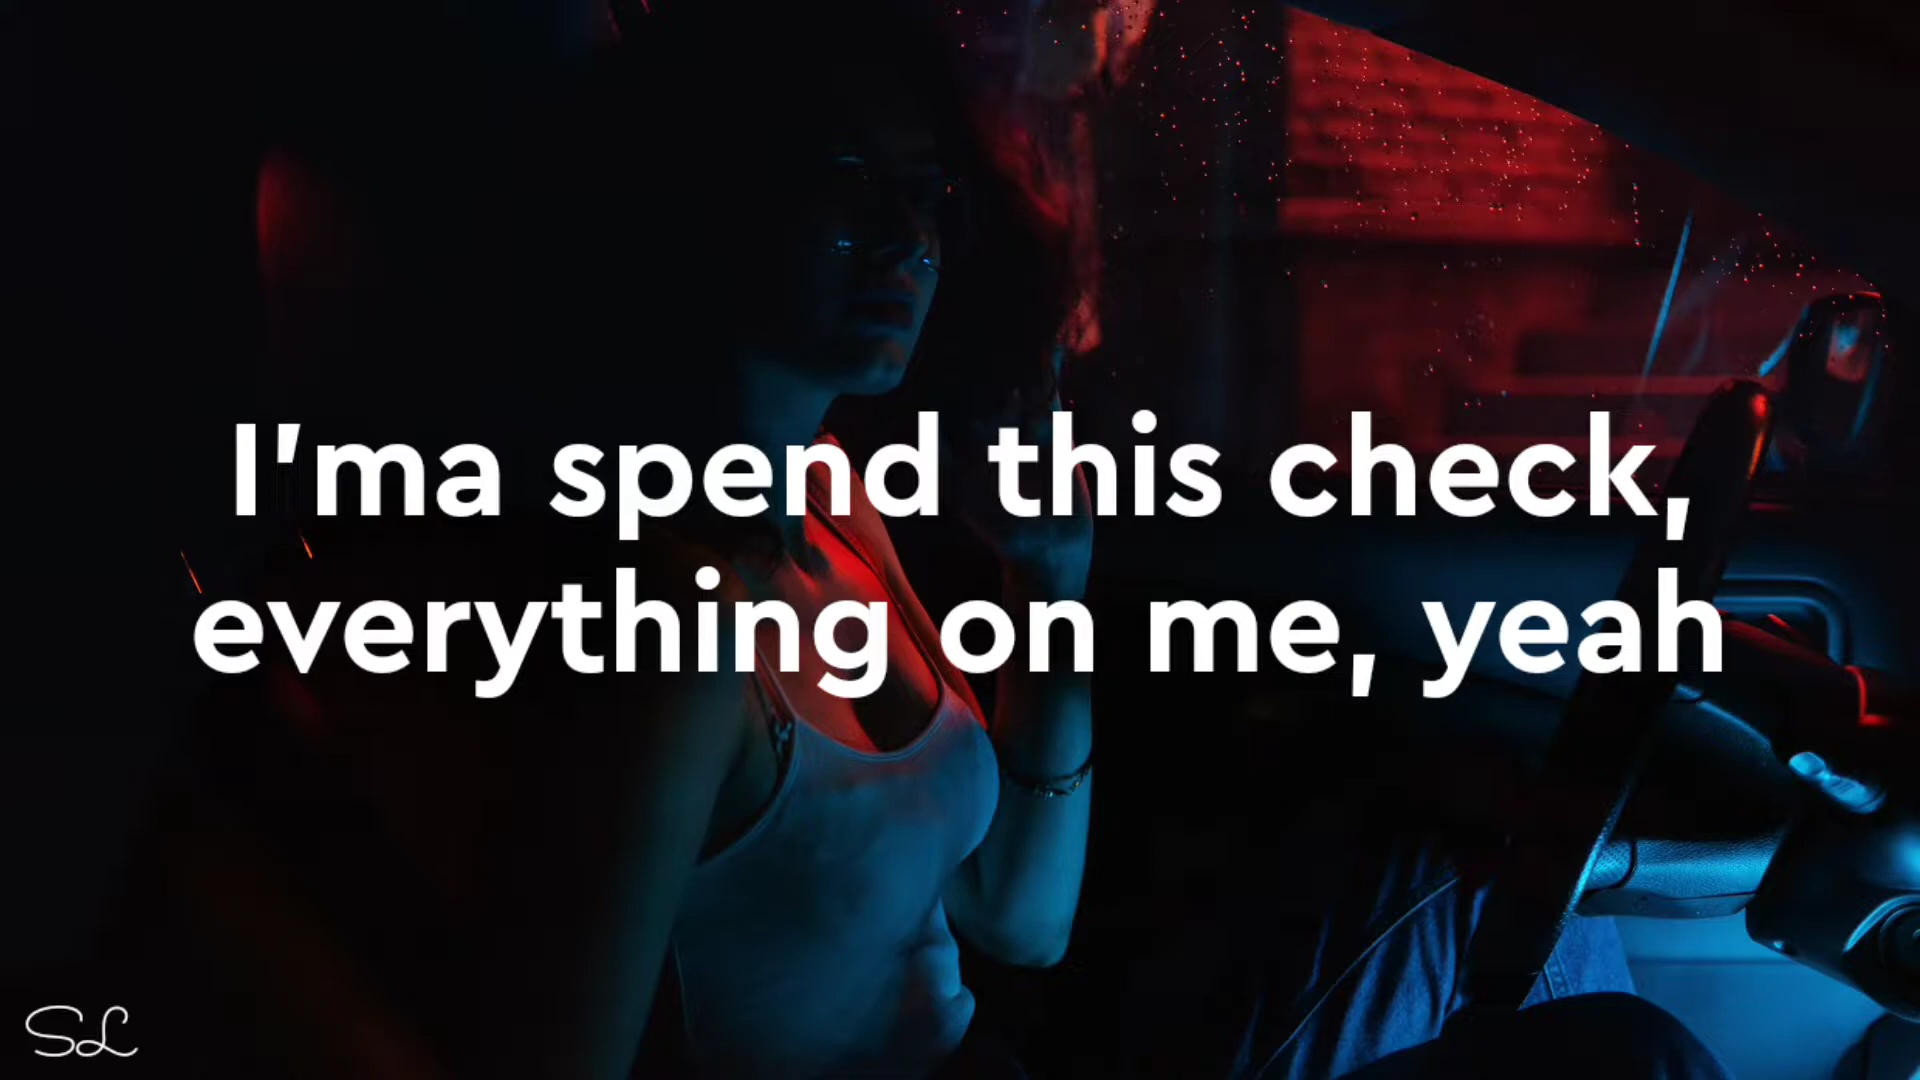 I'ma spend this check,
everything on me, yeah
SL